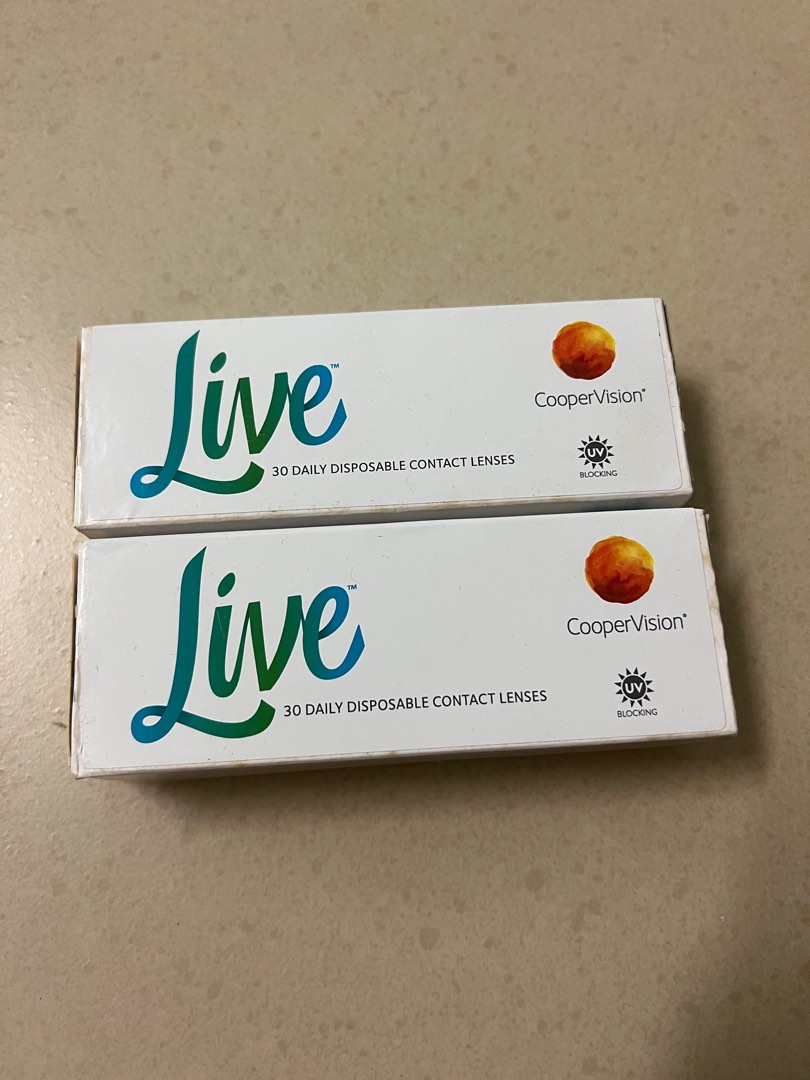 Live™
30 DAILY DISPOSABLE CONTACT LENSES
CooperVision®
UV
BLOCKING
Live™
30 DAILY DISPOSABLE CONTACT LENSES
CooperVision®
UV
BLOCKING